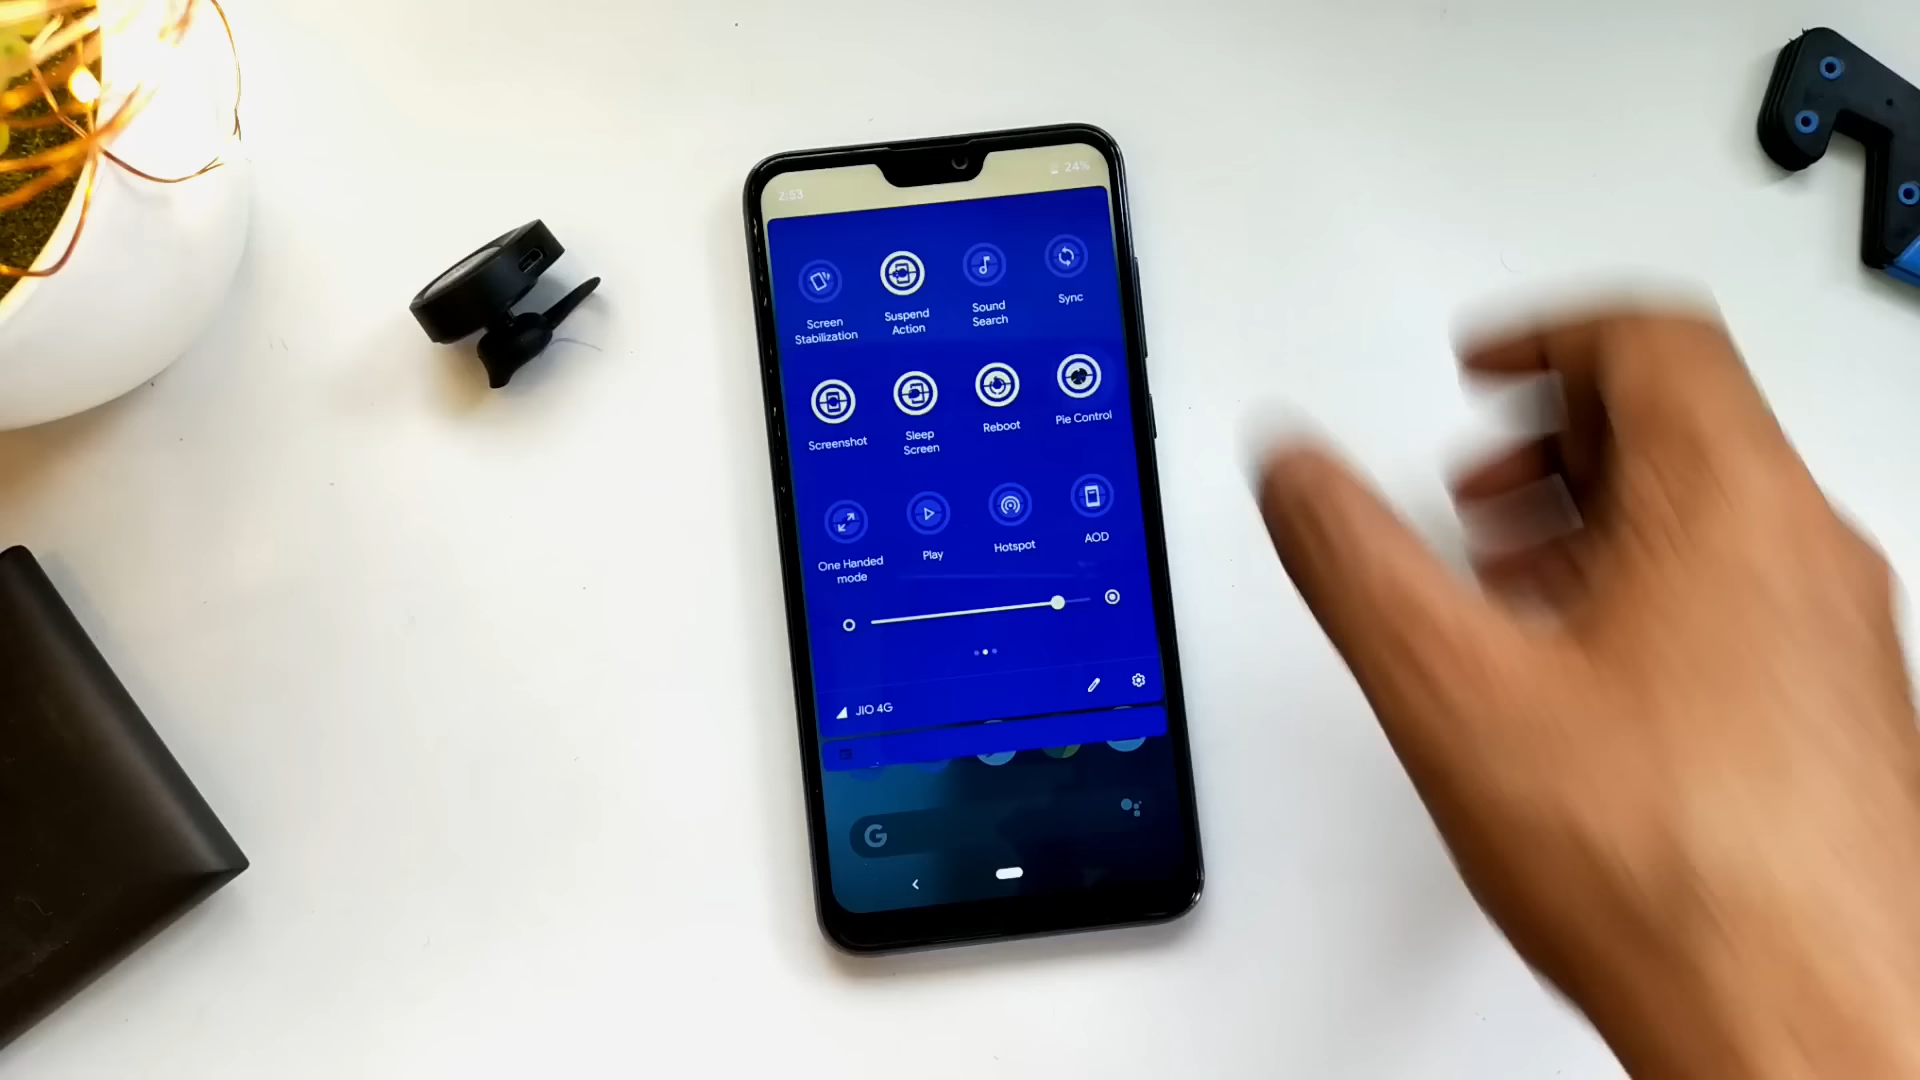 2:53
24%
Screen
Stabilization
Suspend
Action
Sound
Search
Sync
Screenshot
Sleep
Screen
Reboot
Pie Control
One Handed
mode
Play
Hotspot
AOD
JIO 4G
G